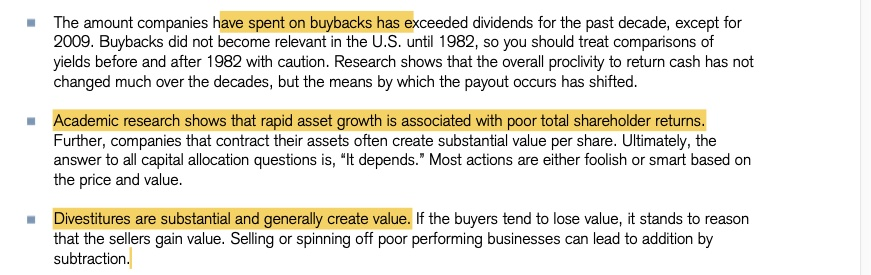 The amount companies have spent on buybacks has exceeded dividends for the past decade, except for
2009. Buybacks did not become relevant in the U.S. until 1982, so you should treat comparisons of
yields before and after 1982 with caution. Research shows that the overall proclivity to return cash has not
changed much over the decades, but the means by which the payout occurs has shifted.
Academic research shows that rapid asset growth is associated with poor total shareholder returns.
Further, companies that contract their assets often create substantial value per share. Ultimately, the
answer to all capital allocation questions is, “It depends.” Most actions are either foolish or smart based on
the price and value.
Divestitures are substantial and generally create value. If the buyers tend to lose value, it stands to reason
that the sellers gain value. Selling or spinning off poor performing businesses can lead to addition by
subtraction.